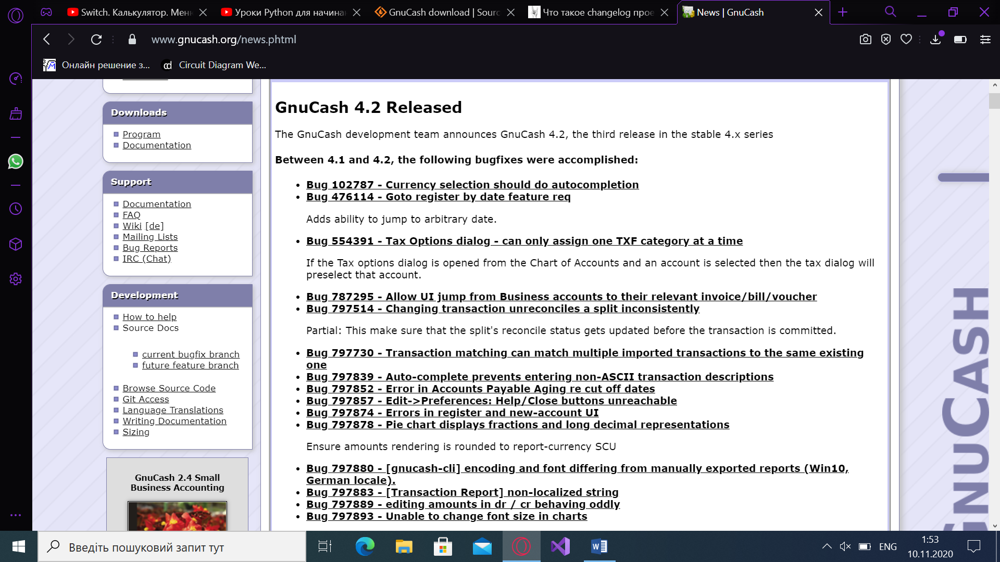 Switch. Калькулятор. Меню
Уроки Python для начинаю
GnuCash download | Sourc
Что такое changelog прое
News | GnuCash
www.gnucash.org/news.phtml
Онлайн решение з...
Circuit Diagram We...
Downloads
Program
Documentation
Support
Documentation
FAQ
Wiki [de]
Mailing Lists
Bug Reports
IRC (Chat)
Development
How to help
Source Docs
current bugfix branch
future feature branch
Browse Source Code
Git Access
Language Translations
Writing Documentation
Sizing
GnuCash 2.4 Small
Business Accounting
GnuCash 4.2 Released
The GnuCash development team announces GnuCash 4.2, the third release in the stable 4.x series
Between 4.1 and 4.2, the following bugfixes were accomplished:
Bug 102787 - Currency selection should do autocompletion
Bug 476114 - Goto register by date feature req
Adds ability to jump to arbitrary date.
Bug 554391 - Tax Options dialog - can only assign one TXF category at a time
If the Tax options dialog is opened from the Chart of Accounts and an account is selected then the tax dialog will
preselect that account.
Bug 787295 - Allow UI jump from Business accounts to their relevant invoice/bill/voucher
Bug 797514 - Changing transaction unreconciles a split inconsistently
Partial: This make sure that the split's reconcile status gets updated before the transaction is committed.
Bug 797730 - Transaction matching can match multiple imported transactions to the same existing
one
Bug 797839 - Auto-complete prevents entering non-ASCII transaction descriptions
Bug 797852 - Error in Accounts Payable Aging re cut off dates
Bug 797857 - Edit->Preferences: Help/Close buttons unreachable
Bug 797874 - Errors in register and new-account UI
Bug 797878 - Pie chart displays fractions and long decimal representations
Ensure amounts rendering is rounded to report-currency SCU
Bug 797880 - [gnucash-cli] encoding and font differing from manually exported reports (Win10,
German locale).
Bug 797883 - [Transaction Report] non-localized string
Bug 797889 - editing amounts in dr / cr behaving oddly
Bug 797893 - Unable to change font size in charts
GNUCASH
Введіть пошуковий запит тут
ENG
1:53
10.11.2020